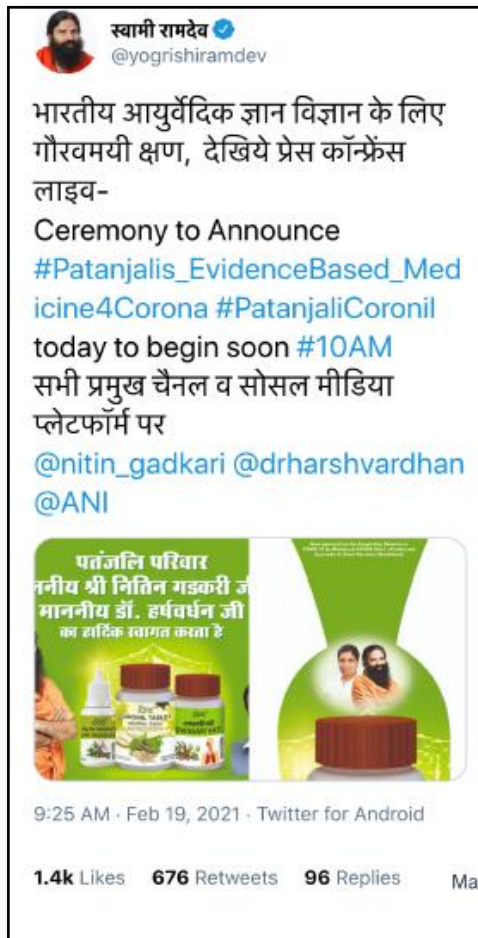 स्वामी रामदेव
@yogrishiramdev
भारतीय आयुर्वेदिक ज्ञान विज्ञान के लिए
गौरवमयी क्षण, देखिये प्रेस कॉन्फ्रेंस
लाइव-
Ceremony to Announce
#Patanjalis_EvidenceBased_Med
icine4Corona #PatanjaliCoronil
today to begin soon #10AM
सभी प्रमुख चैनल व सोसल मीडिया
प्लेटफॉर्म पर
@nitin_gadkari @drharshvardhan
@ANI
पतंजलि परिवार
ननीय श्री नितिन गडकरी ज
माननीय डॉ. हर्षवर्धन जी
का हार्दिक स्वागत करता है
9:25 AM · Feb 19, 2021 · Twitter for Android
1.4k Likes 676 Retweets 96 Replies Ma